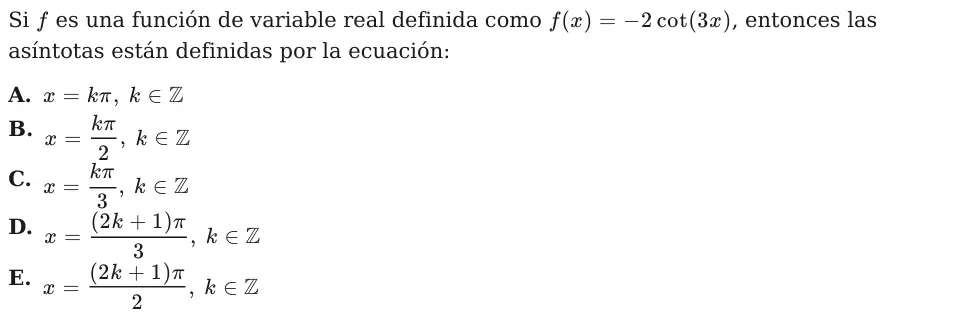 Si f es una función de variable real definida como f(x) = −2 cot(3x), entonces las
asíntotas están definidas por la ecuación:
A. x = kπ, k ∈ ℤ
B. x = kπ/2, k ∈ ℤ
C. x = kπ/3, k ∈ ℤ
D. x = (2k + 1)π/3, k ∈ ℤ
E. x = (2k + 1)π/2, k ∈ ℤ